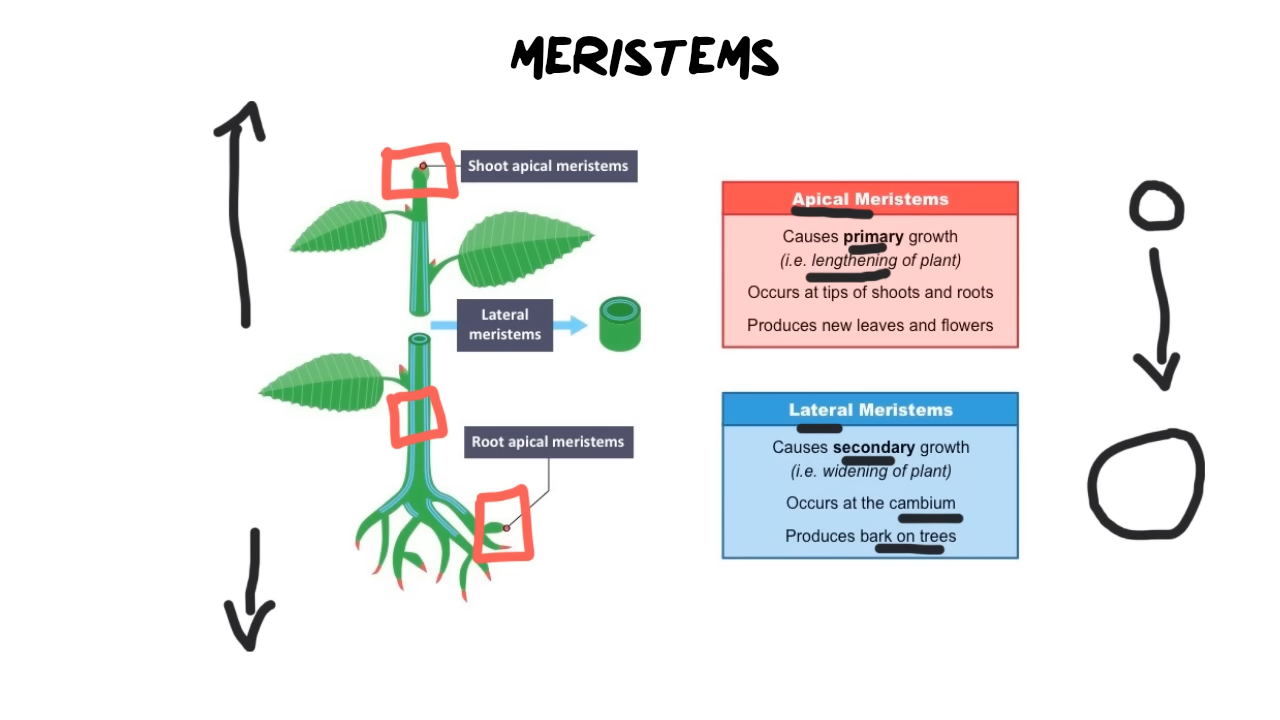 MERISTEMS
Shoot apical meristems
Lateral
meristems
Root apical meristems
Apical Meristems
Causes primary growth
(i.e. lengthening of plant)
Occurs at tips of shoots and roots
Produces new leaves and flowers
Lateral Meristems
Causes secondary growth
(i.e. widening of plant)
Occurs at the cambium
Produces bark on trees